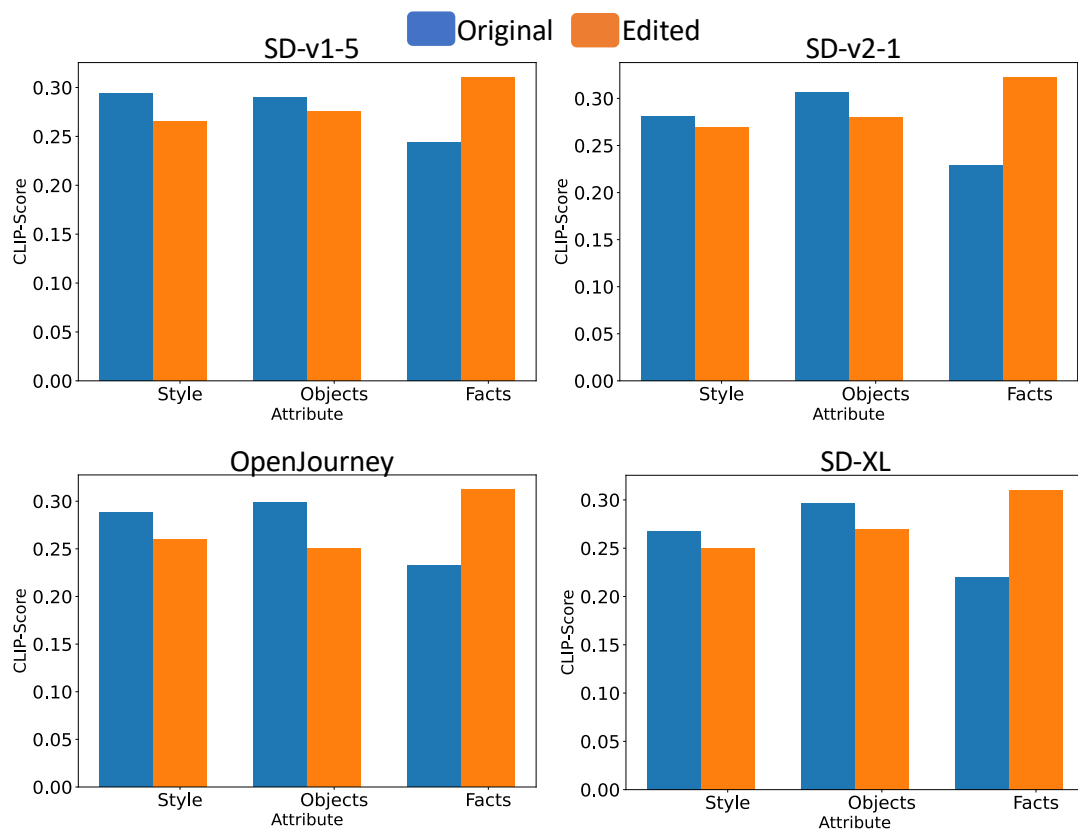 Original Edited
SD-v1-5
CLIP-Score
0.30
0.25
0.20
0.15
0.10
0.05
0.00
Style Objects Facts
Attribute
SD-v2-1
CLIP-Score
0.30
0.25
0.20
0.15
0.10
0.05
0.00
Style Objects Facts
Attribute
OpenJourney
CLIP-Score
0.30
0.25
0.20
0.15
0.10
0.05
0.00
Style Objects Facts
Attribute
SD-XL
CLIP-Score
0.30
0.25
0.20
0.15
0.10
0.05
0.00
Style Objects Facts
Attribute